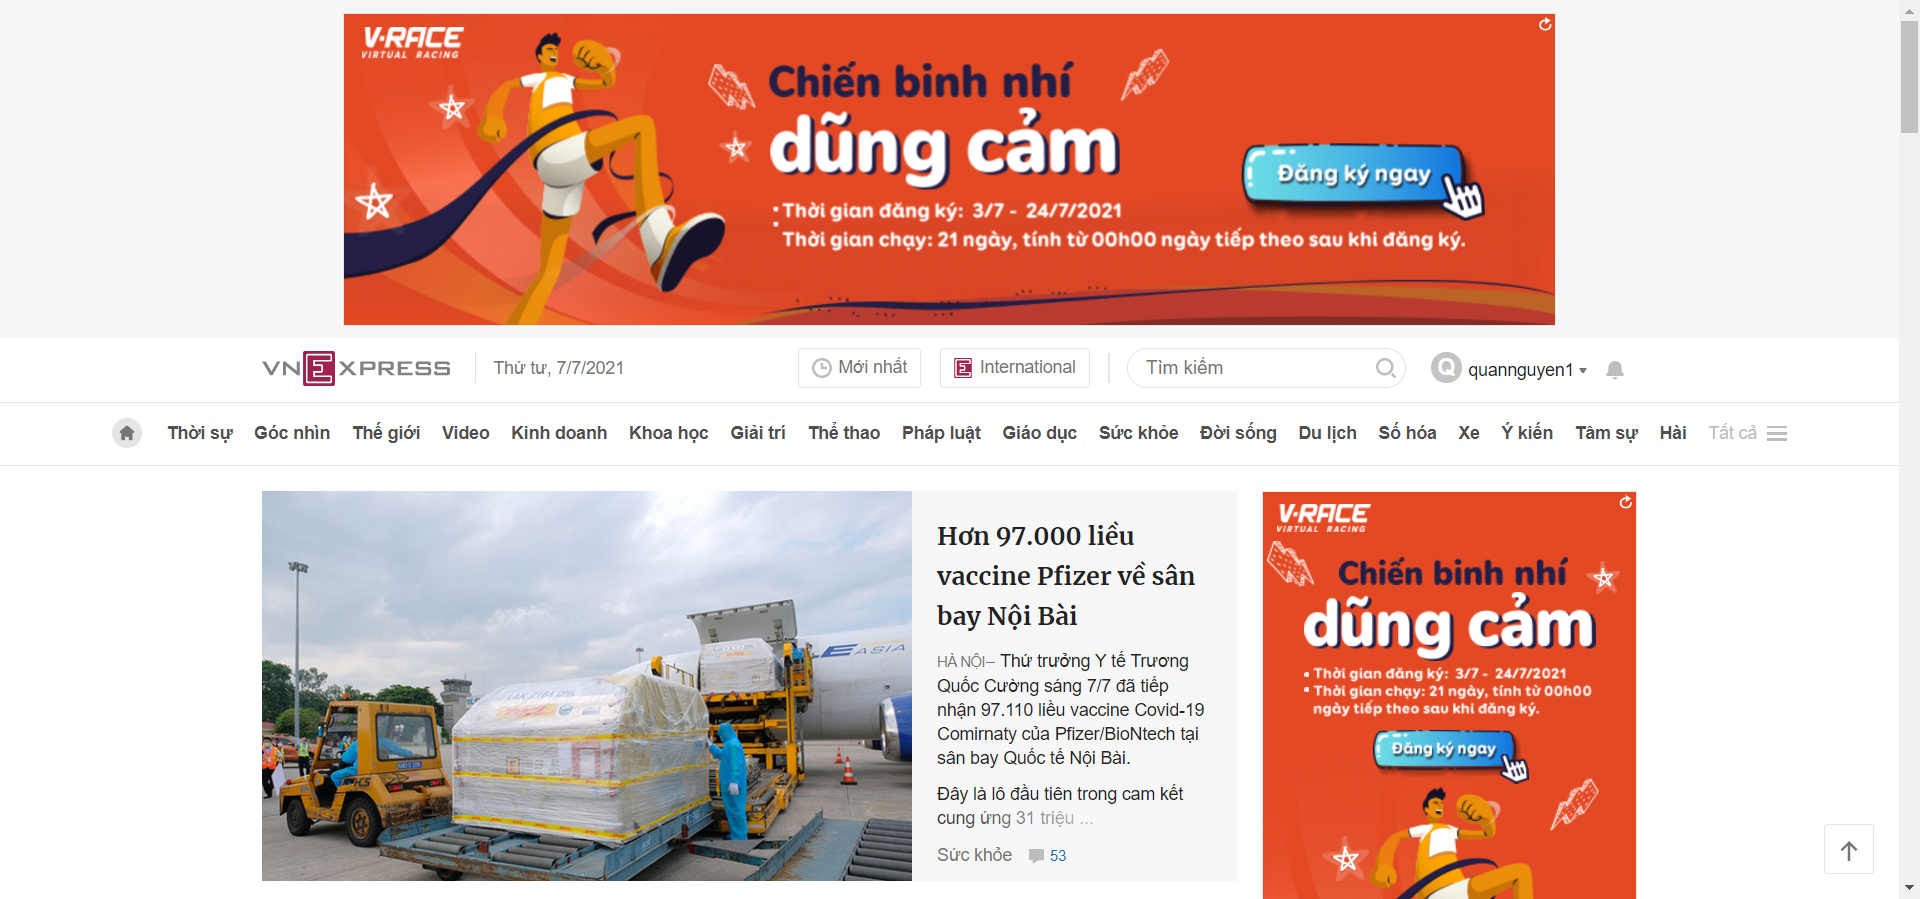 V-RACE
VIRTUAL RACING
Chiến binh nhí
dũng cảm
Đăng ký ngay
• Thời gian đăng ký: 3/7 - 24/7/2021
• Thời gian chạy: 21 ngày, tính từ 00h00 ngày tiếp theo sau khi đăng ký.
VNEXPRESS
Thứ tư, 7/7/2021
Mới nhất
E International
Tìm kiếm
Q quannguyen1
Thời sự Góc nhìn Thế giới Video Kinh doanh Khoa học Giải trí Thể thao Pháp luật Giáo dục Sức khỏe Đời sống Du lịch Số hóa Xe Ý kiến Tâm sự Hài Tất cả
EASIA
LAK 2184 DHL
Hơn 97.000 liều
vaccine Pfizer về sân
bay Nội Bài
HÀ NỘI– Thứ trưởng Y tế Trương
Quốc Cường sáng 7/7 đã tiếp
nhận 97.110 liều vaccine Covid-19
Comirnaty của Pfizer/BioNtech tại
sân bay Quốc tế Nội Bài.
Đây là lô đầu tiên trong cam kết
cung ứng 31 triệu ...
Sức khỏe 53
V-RACE
VIRTUAL RACING
Chiến binh nhí
dũng cảm
• Thời gian đăng ký: 3/7 - 24/7/2021
• Thời gian chạy: 21 ngày, tính từ 00h00
ngày tiếp theo sau khi đăng ký.
Đăng ký ngay